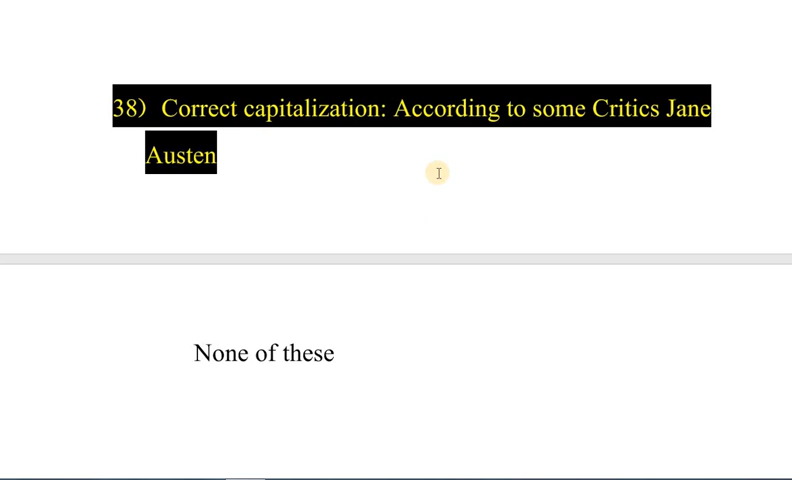 38) Correct capitalization: According to some Critics Jane
Austen
None of these